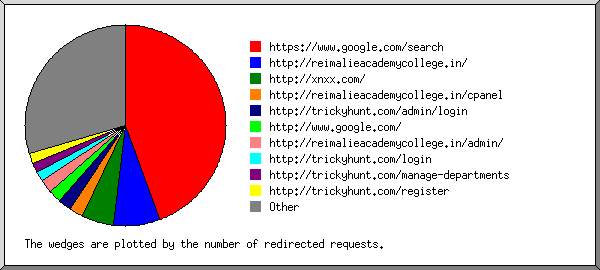 https://www.google.com/search
http://reimalieacademycollege.in/
http://xnxx.com/
http://reimalieacademycollege.in/cpanel
http://trickyhunt.com/admin/login
http://www.google.com/
http://reimalieacademycollege.in/admin/
http://trickyhunt.com/login
http://trickyhunt.com/manage-departments
http://trickyhunt.com/register
Other
The wedges are plotted by the number of redirected requests.